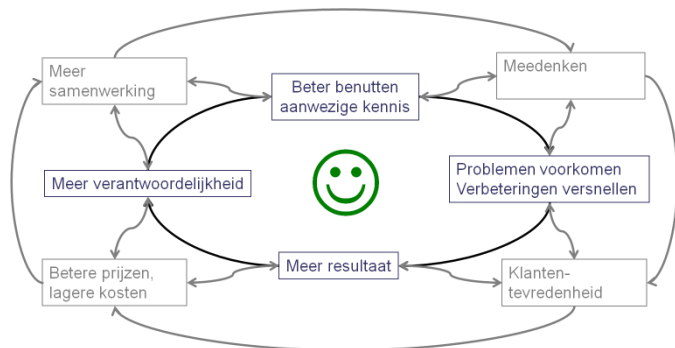 Meer
samenwerking
Beter benutten
aanwezige kennis
Meedenken
Meer verantwoordelijkheid
Problemen voorkomen
Verbeteringen versnellen
Betere prijzen,
lagere kosten
Meer resultaat
Klanten-
tevredenheid